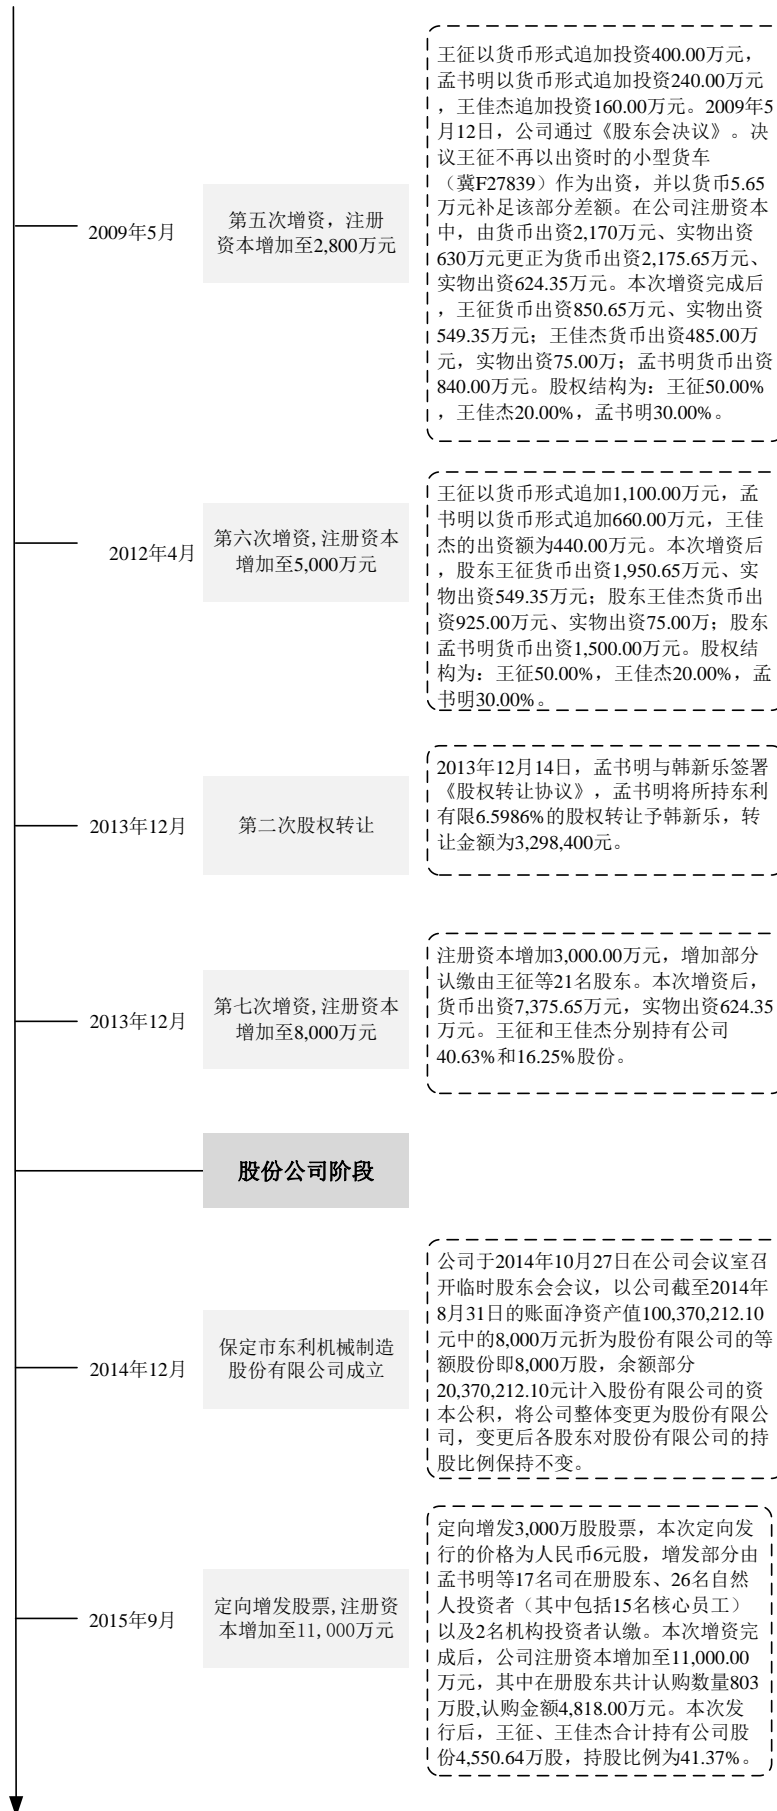 2009年5月
第五次增资，注册
资本增加至2,800万元
王征以货币形式追加投资400.00万元，
孟书明以货币形式追加投资240.00万元
，王佳杰追加投资160.00万元。2009年5
月12日，公司通过《股东会决议》。决
议王征不再以出资时的小型货车
（冀F27839）作为出资，并以货币5.65
万元补足该部分差额。在公司注册资本
中，由货币出资2,170万元、实物出资
630万元更正为货币出资2,175.65万元、
实物出资624.35万元。本次增资完成后
，王征货币出资850.65万元、实物出资
549.35万元；王佳杰货币出资485.00万
元，实物出资75.00万；孟书明货币出资
840.00万元。股权结构为：王征50.00%
，王佳杰20.00%，孟书明30.00%。
2012年4月
第六次增资,注册资本
增加至5,000万元
王征以货币形式追加1,100.00万元，孟
书明以货币形式追加660.00万元，王佳
杰的出资额为440.00万元。本次增资后
，股东王征货币出资1,950.65万元、实
物出资549.35万元；股东王佳杰货币出
资925.00万元、实物出资75.00万；股东
孟书明货币出资1,500.00万元。股权结
构为：王征50.00%，王佳杰20.00%，孟
书明30.00%。
2013年12月
第二次股权转让
2013年12月14日，孟书明与韩新乐签署
《股权转让协议》，孟书明将所持东利
有限6.5986%的股权转让予韩新乐，转
让金额为3,298,400元。
2013年12月
第七次增资,注册资本
增加至8,000万元
注册资本增加3,000.00万元，增加部分
认缴由王征等21名股东。本次增资后，
货币出资7,375.65万元，实物出资624.35
万元。王征和王佳杰分别持有公司
40.63%和16.25%股份。
股份公司阶段
2014年12月
保定市东利机械制造
股份有限公司成立
公司于2014年10月27日在公司会议室召
开临时股东会会议，以公司截至2014年
8月31日的账面净资产值100,370,212.10
元中的8,000万元折为股份有限公司的等
额股份即8,000万股，余额部分
20,370,212.10元计入股份有限公司的资
本公积，将公司整体变更为股份有限公
司，变更后各股东对股份有限公司的持
股比例保持不变。
2015年9月
定向增发股票,注册资
本增加至11,000万元
定向增发3,000万股股票，本次定向发
行的价格为人民币6元股，增发部分由
孟书明等17名司在册股东、26名自然
人投资者（其中包括15名核心员工）
以及2名机构投资者认缴。本次增资完
成后，公司注册资本增加至11,000.00
万元，其中在册股东共计认购数量803
万股,认购金额4,818.00万元。本次发
行后，王征、王佳杰合计持有公司股
份4,550.64万股，持股比例为41.37%。